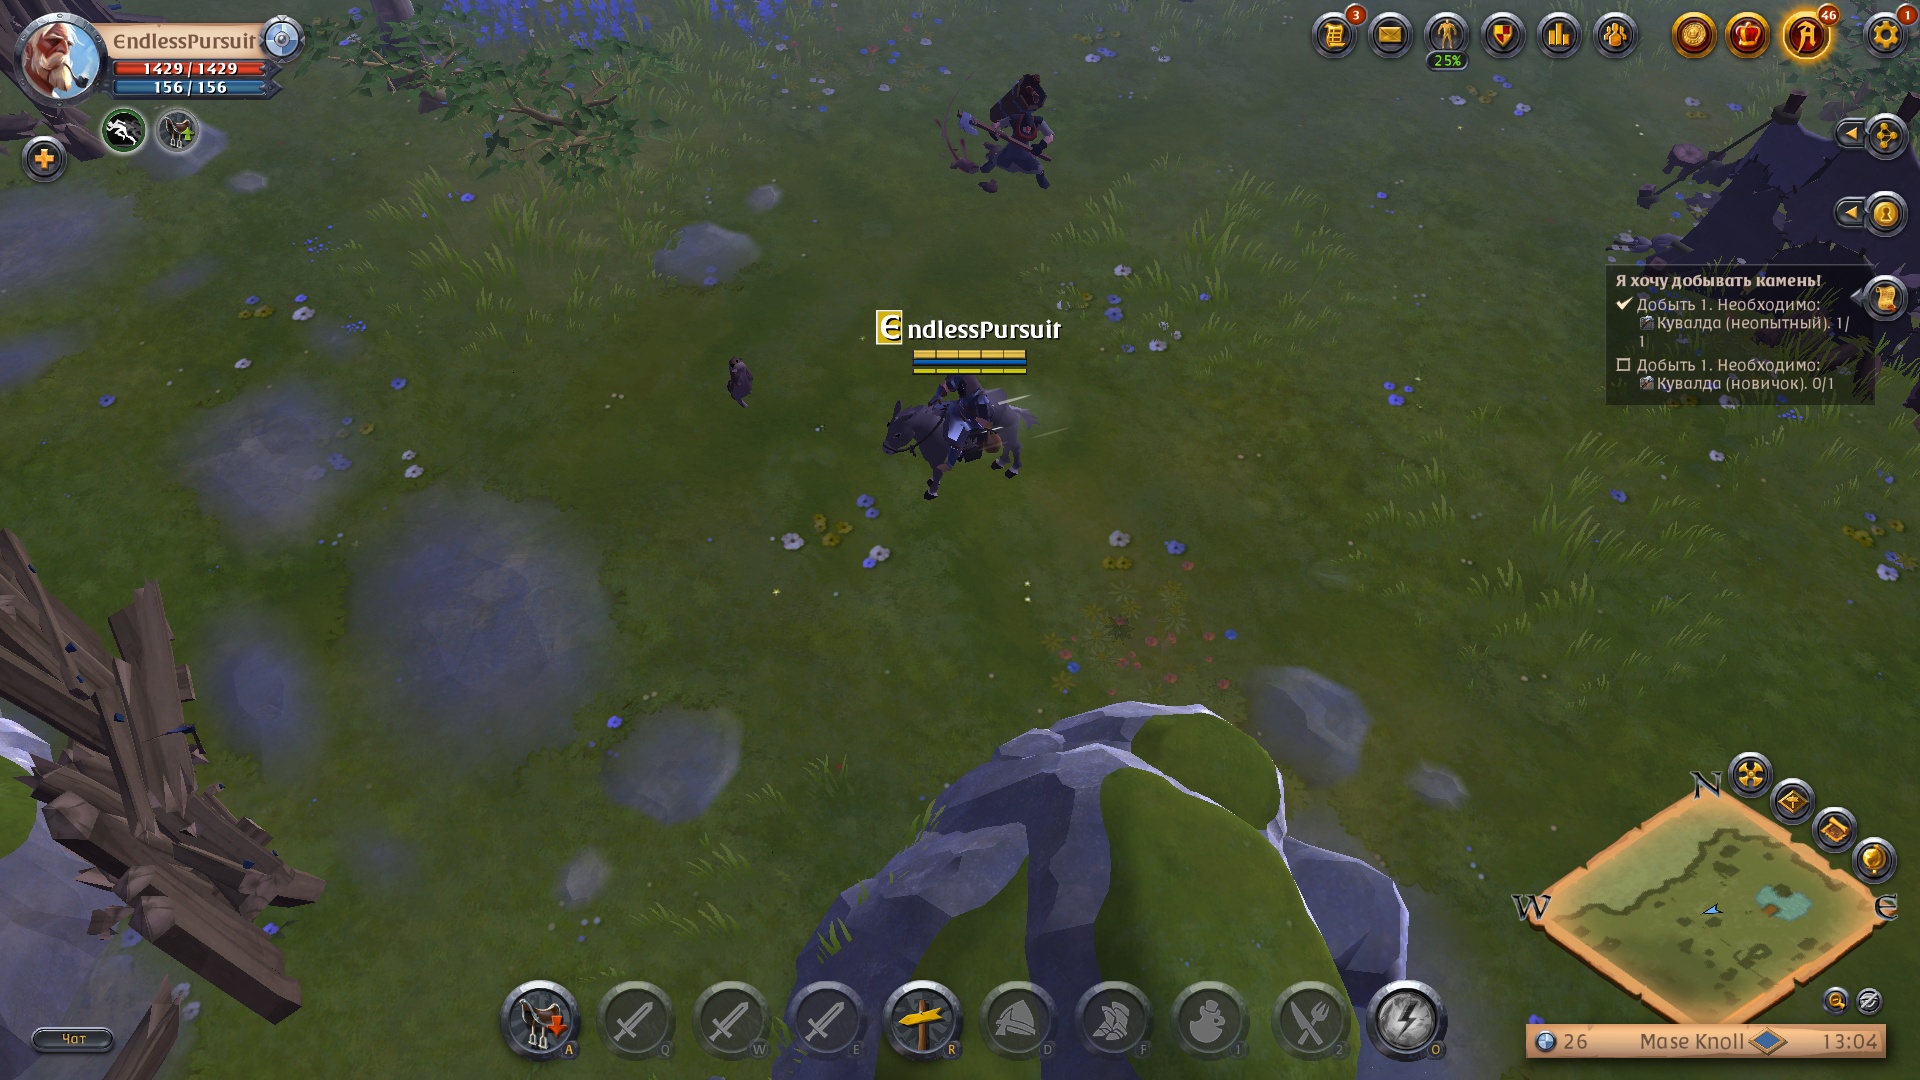 EndlessPursuit
1429 / 1429
156 / 156
3
25%
46
1
Я хочу добывать камень!
Добыть 1. Необходимо:
Кувалда (неопытный). 1/
1
Добыть 1. Необходимо:
Кувалда (новичок). 0/1
EndlessPursuit
N
W
E
Чат
A
Q
W
E
R
D
F
1
2
O
26 Mase Knoll 13:04